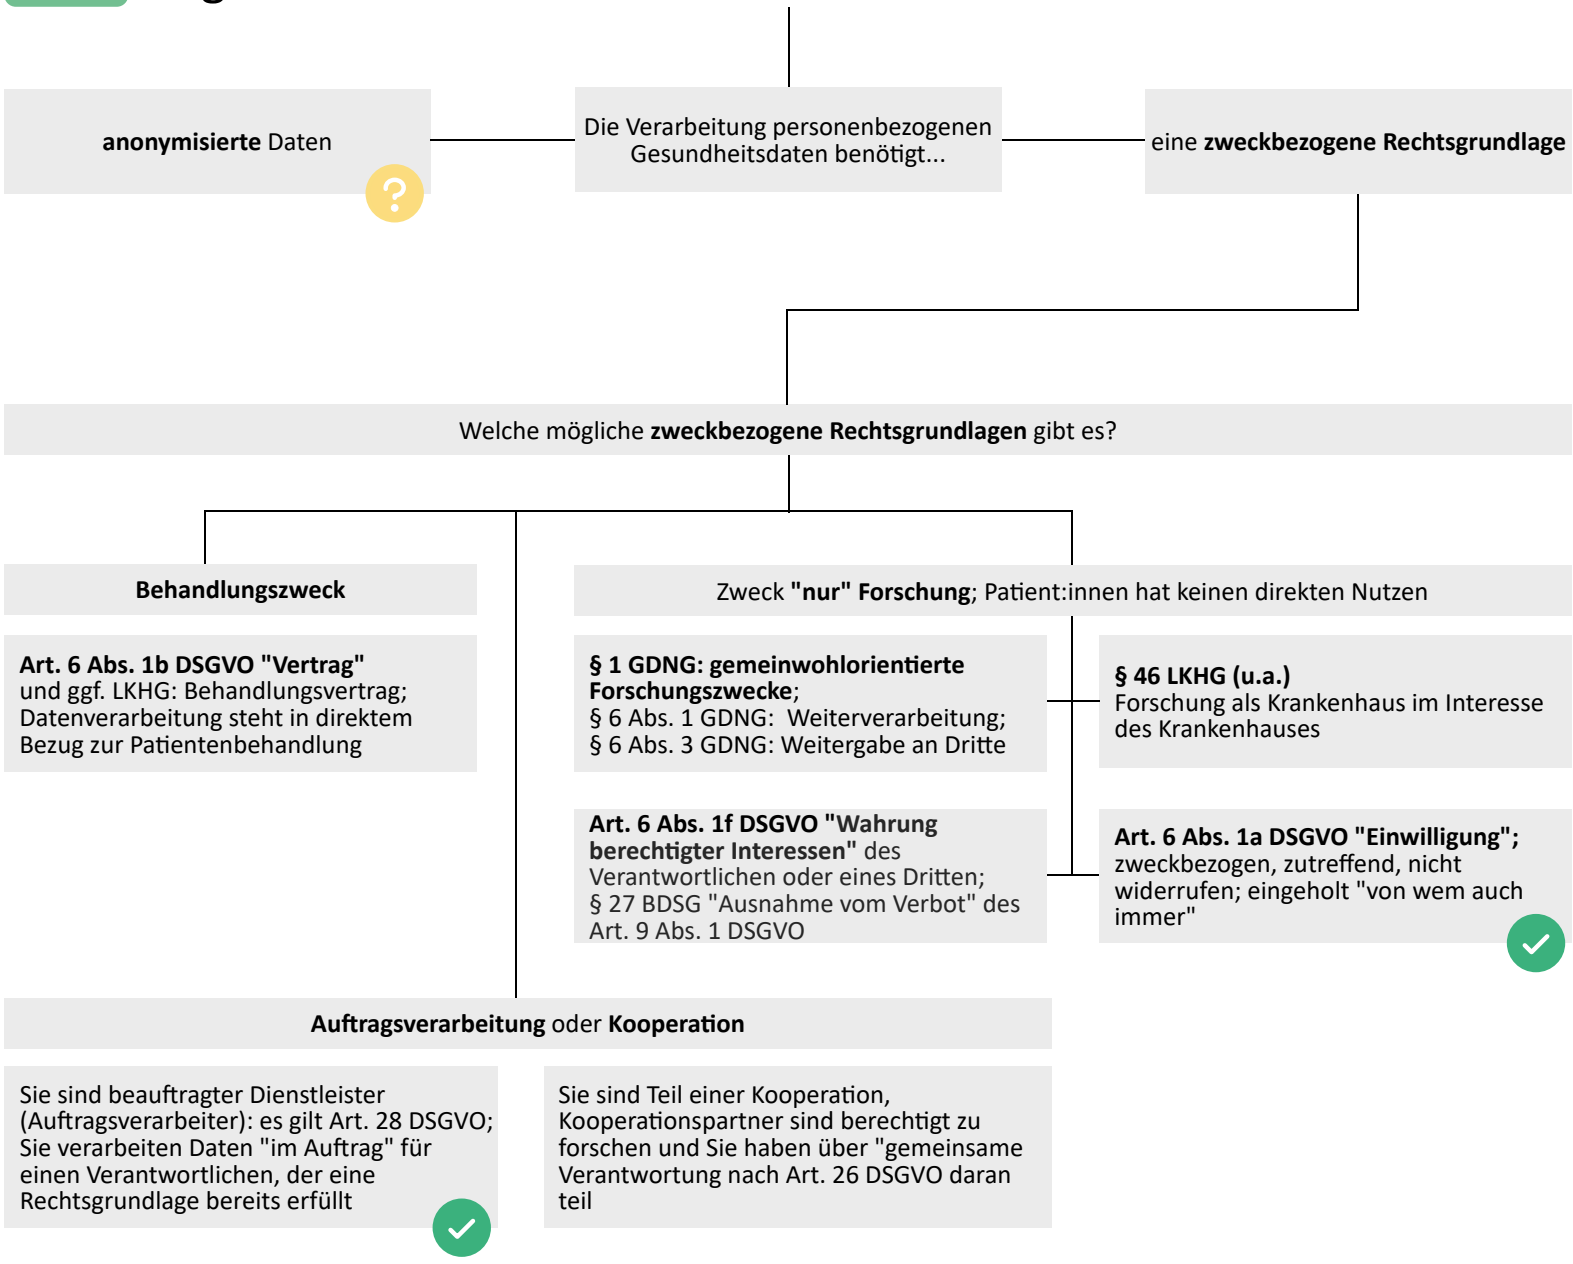 anonymisierte Daten
Die Verarbeitung personenbezogenen
Gesundheitsdaten benötigt...
eine zweckbezogene Rechtsgrundlage
?
Welche mögliche zweckbezogene Rechtsgrundlagen gibt es?
Behandlungszweck
Art. 6 Abs. 1b DSGVO "Vertrag"
und ggf. LKHG: Behandlungsvertrag;
Datenverarbeitung steht in direktem
Bezug zur Patientenbehandlung
Zweck "nur" Forschung; Patient:innen hat keinen direkten Nutzen
§ 1 GDNG: gemeinwohlorientierte
Forschungszwecke;
§ 6 Abs. 1 GDNG: Weiterverarbeitung;
§ 6 Abs. 3 GDNG: Weitergabe an Dritte
§ 46 LKHG (u.a.)
Forschung als Krankenhaus im Interesse
des Krankenhauses
Art. 6 Abs. 1f DSGVO "Wahrung
berechtigter Interessen" des
Verantwortlichen oder eines Dritten;
§ 27 BDSG "Ausnahme vom Verbot" des
Art. 9 Abs. 1 DSGVO
Art. 6 Abs. 1a DSGVO "Einwilligung";
zweckbezogen, zutreffend, nicht
widerrufen; eingeholt "von wem auch
immer"
Auftragsverarbeitung oder Kooperation
Sie sind beauftragter Dienstleister
(Auftragsverarbeiter): es gilt Art. 28 DSGVO;
Sie verarbeiten Daten "im Auftrag" für
einen Verantwortlichen, der eine
Rechtsgrundlage bereits erfüllt
Sie sind Teil einer Kooperation,
Kooperationspartner sind berechtigt zu
forschen und Sie haben über "gemeinsame
Verantwortung nach Art. 26 DSGVO daran
teil